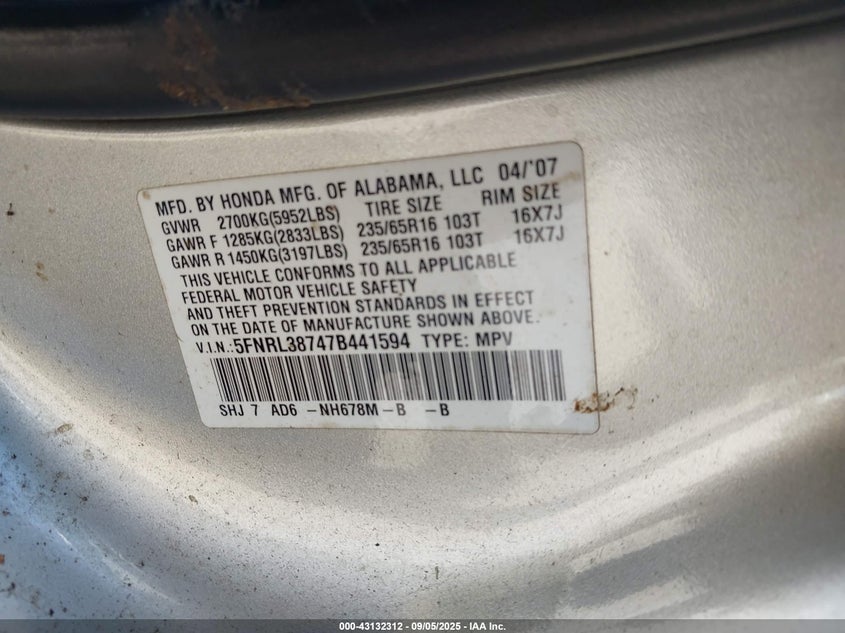 MFD. BY HONDA MFG. OF ALABAMA, LLC 04/'07
GVWR 2700KG(5952LBS) TIRE SIZE RIM SIZE
GAWR F 1285KG(2833LBS) 235/65R16 103T 16X7J
GAWR R 1450KG(3197LBS) 235/65R16 103T 16X7J
THIS VEHICLE CONFORMS TO ALL APPLICABLE
FEDERAL MOTOR VEHICLE SAFETY
AND THEFT PREVENTION STANDARDS IN EFFECT
ON THE DATE OF MANUFACTURE SHOWN ABOVE.
V.I.N.:5FNRL38747B441594 TYPE: MPV
SHJ 7 AD6 -NH678M-B -B
000-43132312 - 09/05/2025 - IAA Inc.